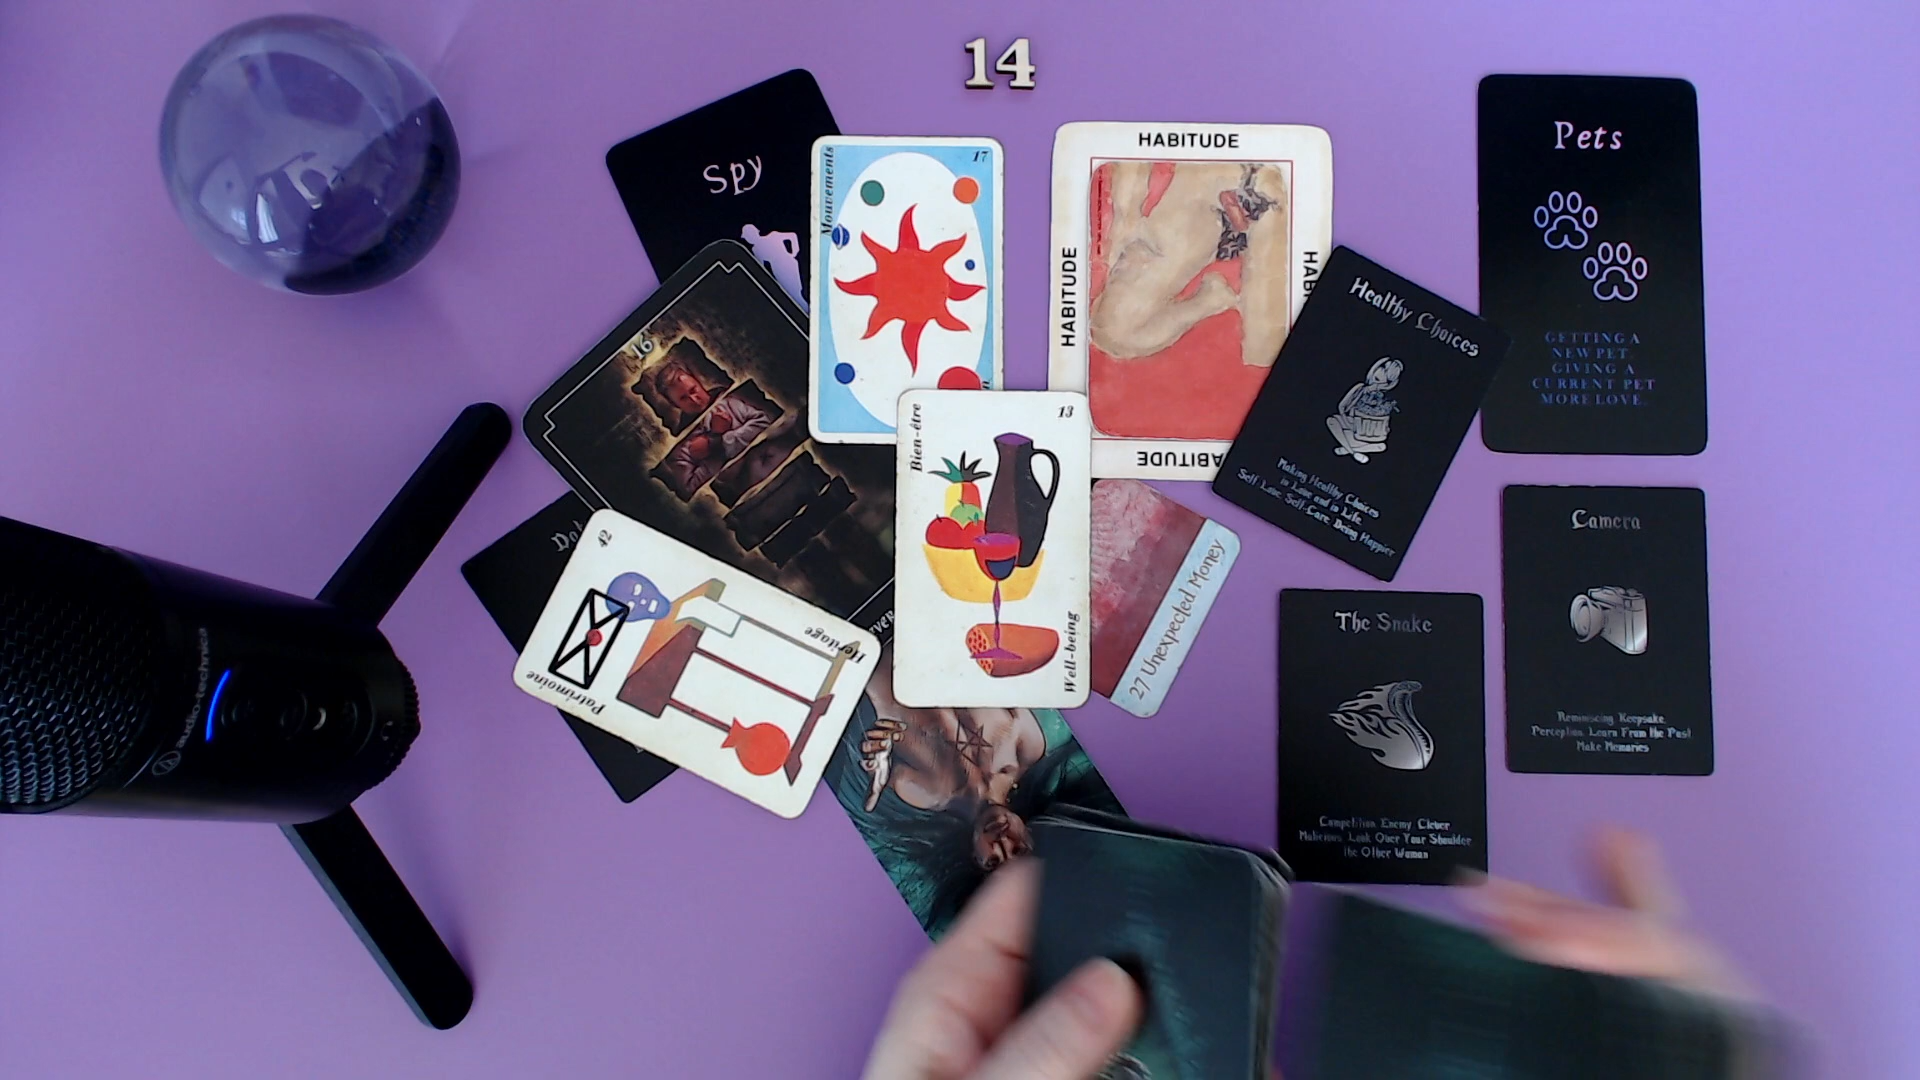 14
Spy
Mouvements
17
HABITUDE
HABITUDE
HAB
HABITUDE
Pets
GETTING A
NEW PET.
GIVING A
CURRENT PET
MORE LOVE.
Healthy Choices
Making Healthy Choices
in Love and in Life.
Self-Love, Self-Care, Being Happier
16
Bien-être
13
Well-being
27 Unexpected Money
42
Heritage
Patrimoine
Camera
Reminiscing Keepsake
Perception Learn From the Past
Make Memories
The Snake
Competition Enemy Clever
Malicious Look Over Your Shoulder
the Other Woman
audio-technica